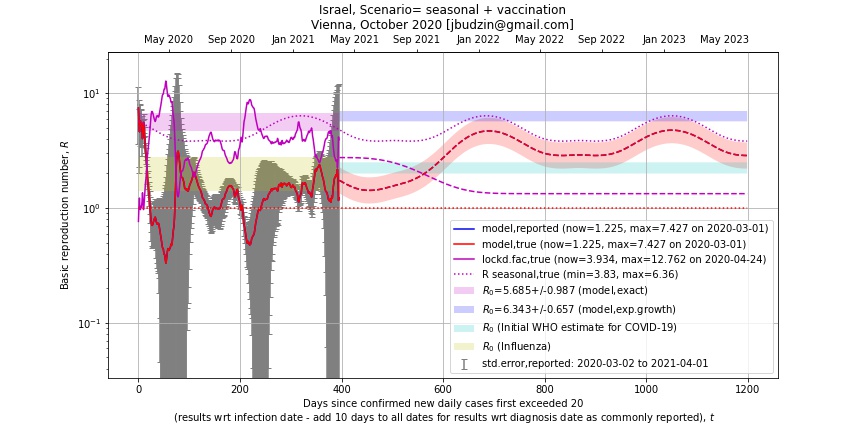 Israel, Scenario= seasonal + vaccination
Vienna, October 2020 [jbudzin@gmail.com]
May 2020 Sep 2020 Jan 2021 May 2021 Sep 2021 Jan 2022 May 2022 Sep 2022 Jan 2023 May 2023
Basic reproduction number, R
10¹
10⁰
10⁻¹
model,reported (now=1.225, max=7.427 on 2020-03-01)
model,true (now=1.225, max=7.427 on 2020-03-01)
lockd.fac,true (now=3.934, max=12.762 on 2020-04-24)
R seasonal,true (min=3.83, max=6.36)
R₀=5.685+/-0.987 (model,exact)
R₀=6.343+/-0.657 (model,exp.growth)
R₀ (Initial WHO estimate for COVID-19)
R₀ (Influenza)
std.error,reported: 2020-03-02 to 2021-04-01
0 200 400 600 800 1000 1200
Days since confirmed new daily cases first exceeded 20
(results wrt infection date - add 10 days to all dates for results wrt diagnosis date as commonly reported), t